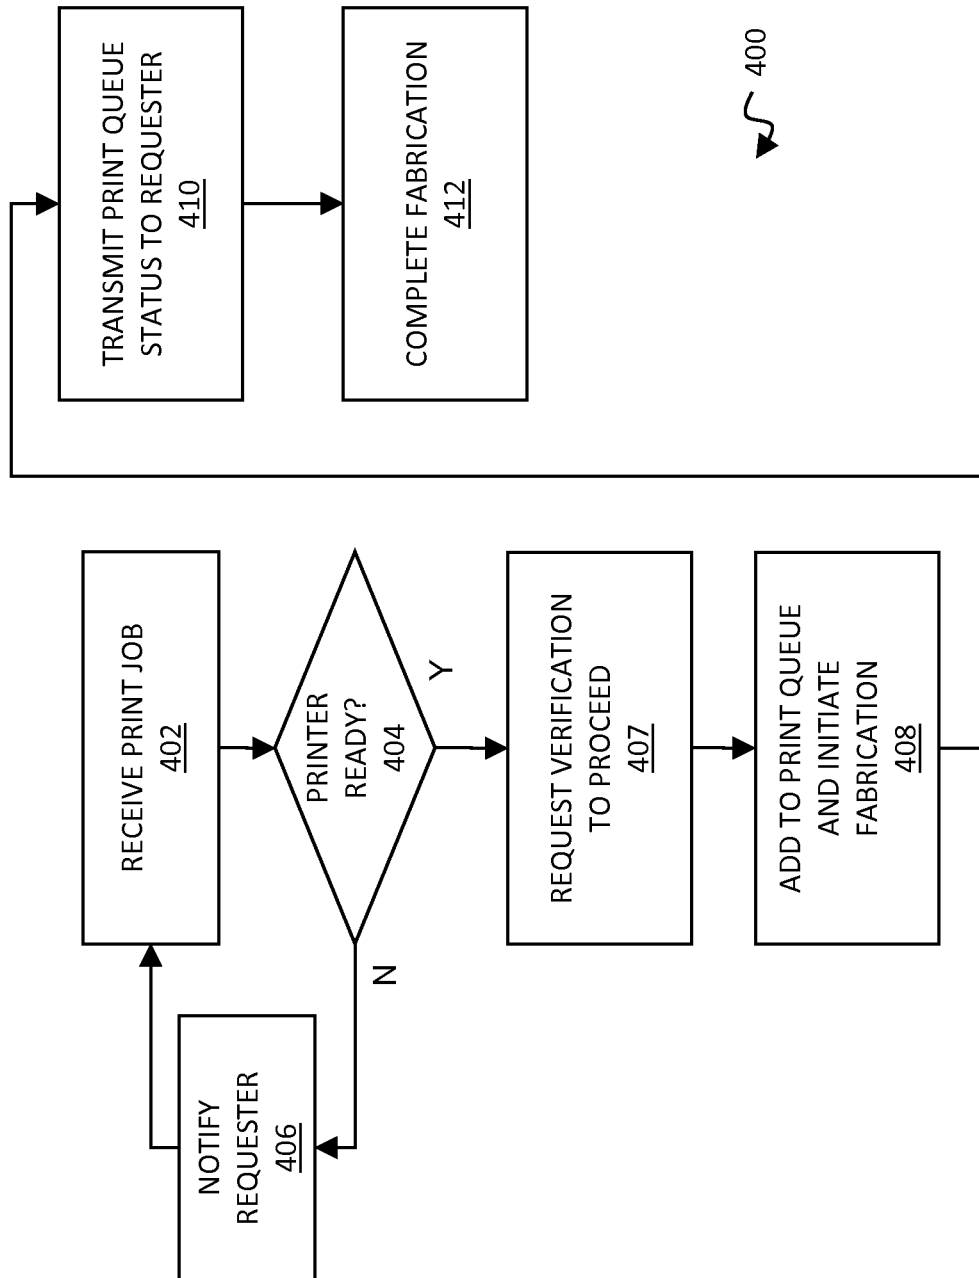 RECEIVE PRINT JOB
402
PRINTER
READY?
404
N
Y
NOTIFY
REQUESTER
406
REQUEST VERIFICATION
TO PROCEED
407
ADD TO PRINT QUEUE
AND INITIATE
FABRICATION
408
TRANSMIT PRINT QUEUE
STATUS TO REQUESTER
410
COMPLETE FABRICATION
412
400